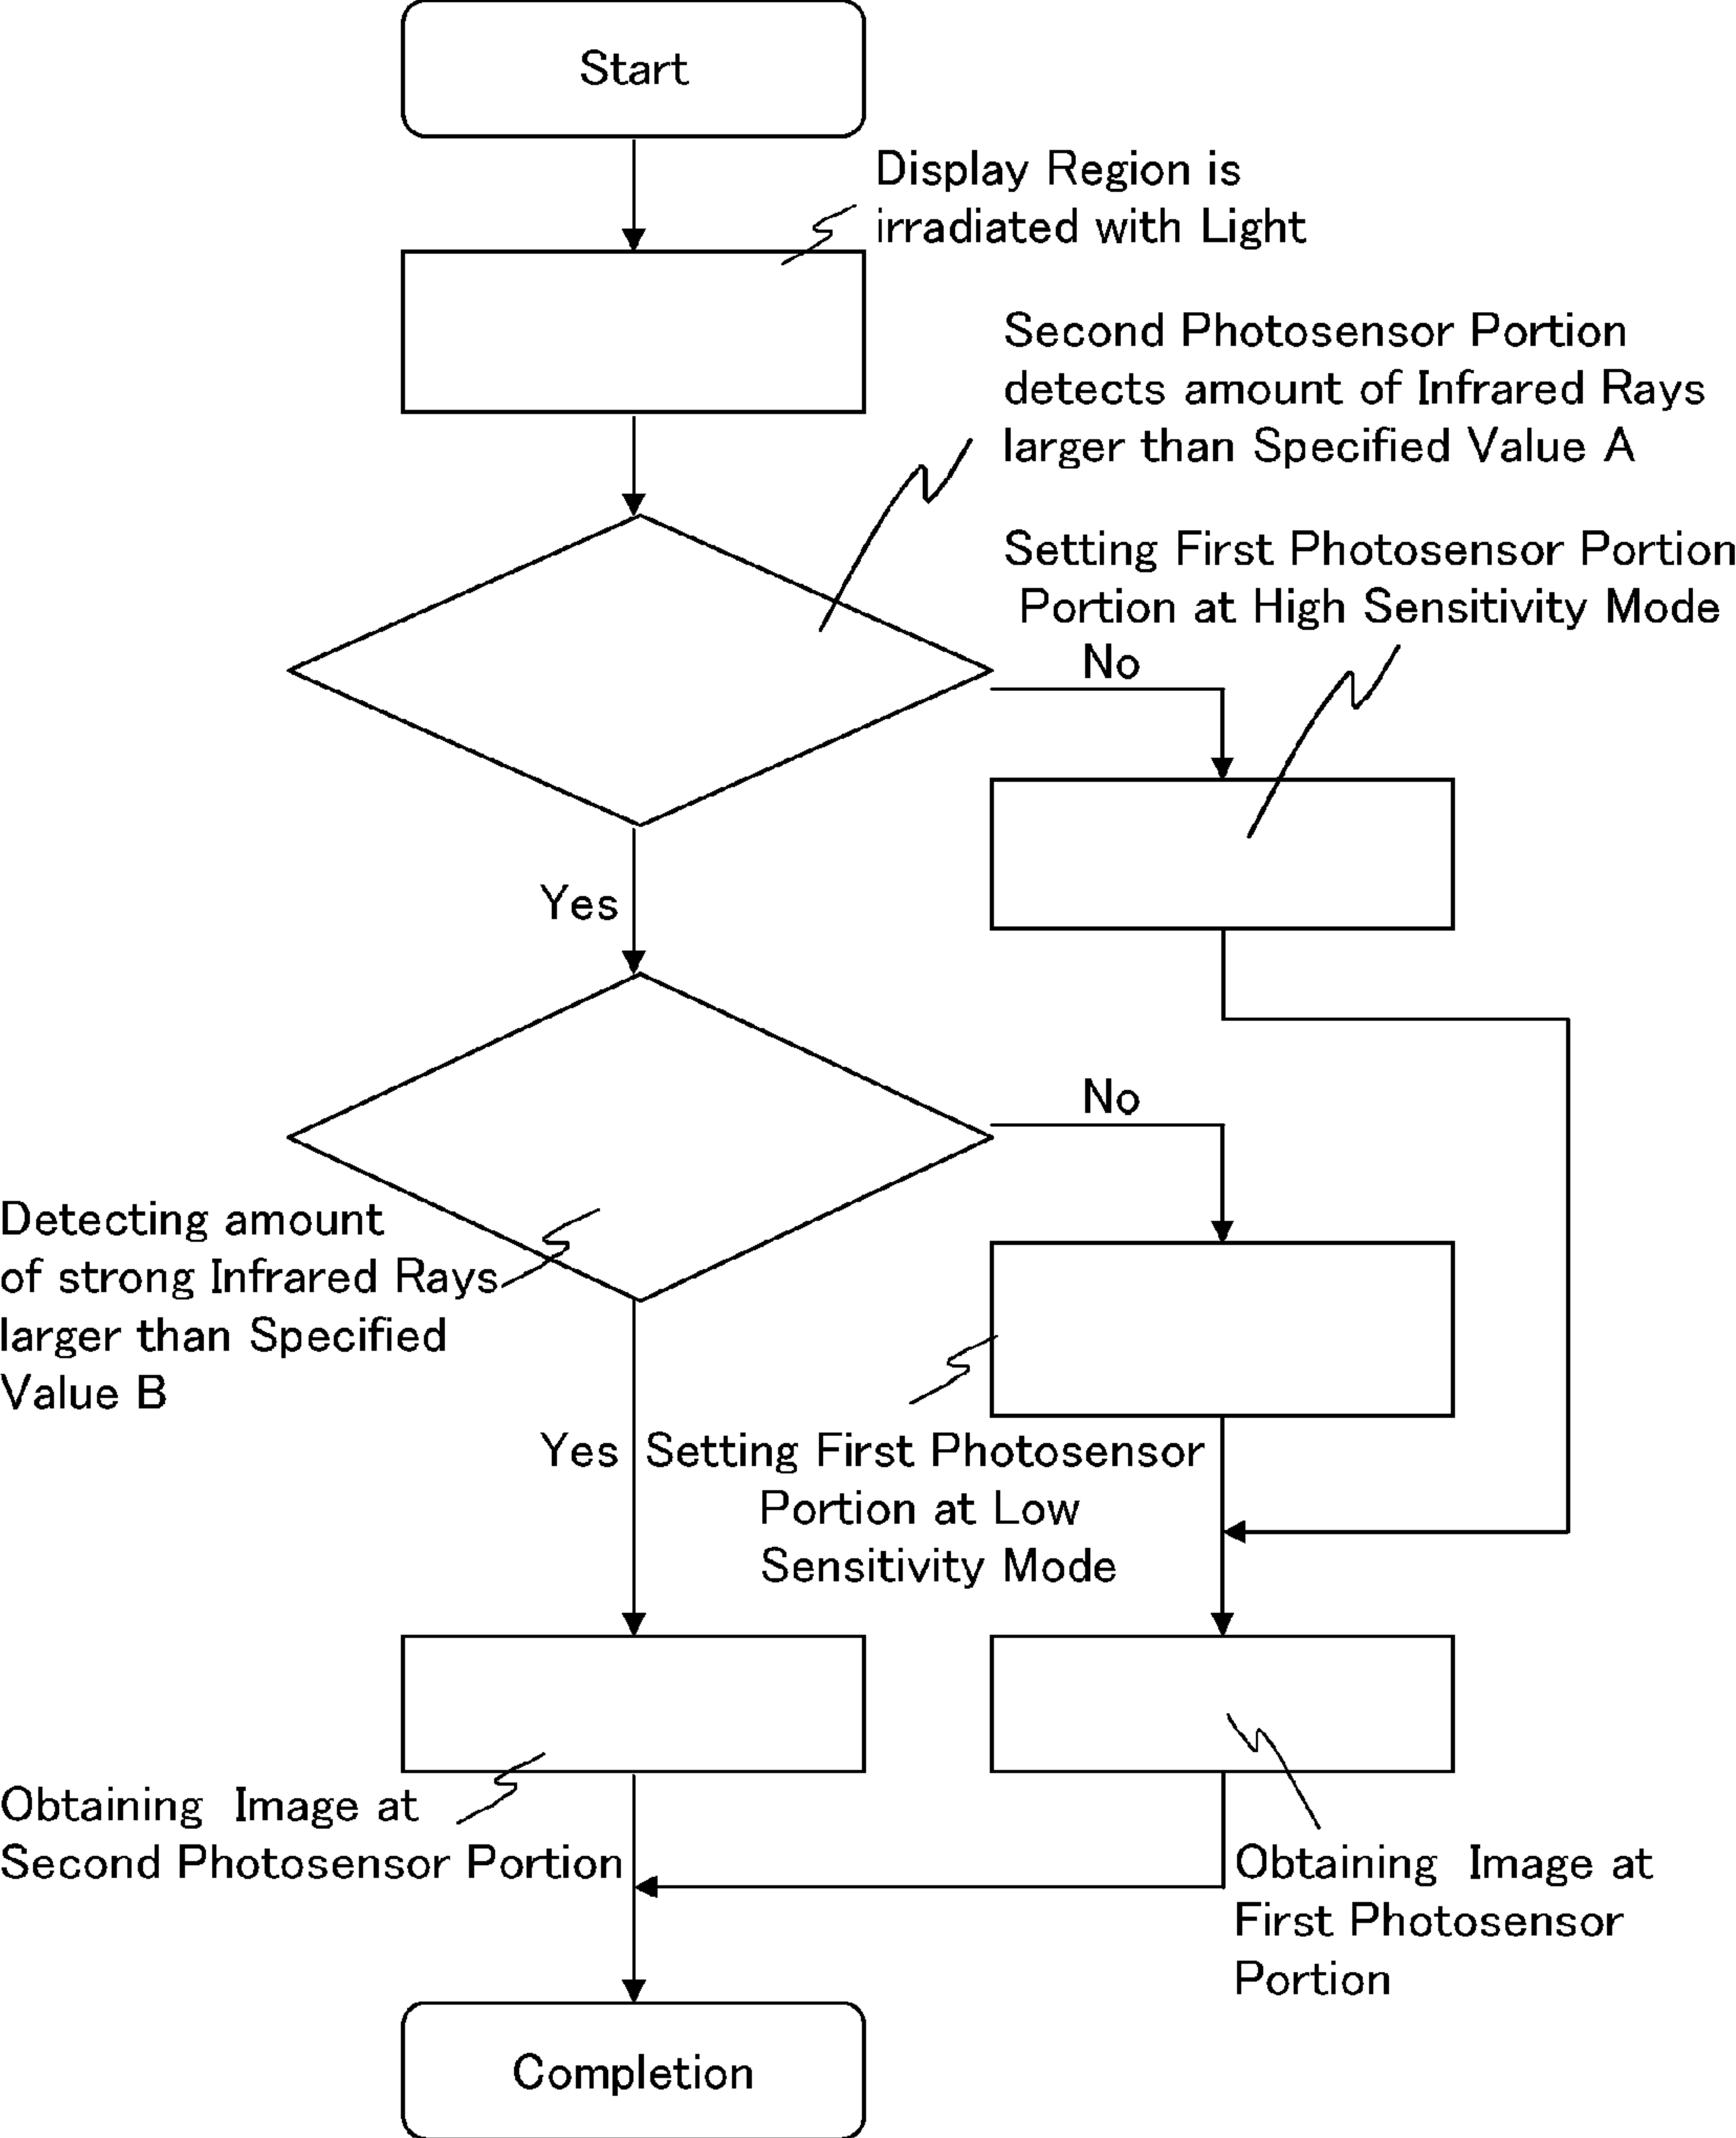 Start
Display Region is
irradiated with Light
Second Photosensor Portion
detects amount of Infrared Rays
larger than Specified Value A
Setting First Photosensor Portion
Portion at High Sensitivity Mode
No
Yes
No
Detecting amount
of strong Infrared Rays
larger than Specified
Value B
Yes
Setting First Photosensor
Portion at Low
Sensitivity Mode
Obtaining Image at
Second Photosensor Portion
Obtaining Image at
First Photosensor
Portion
Completion